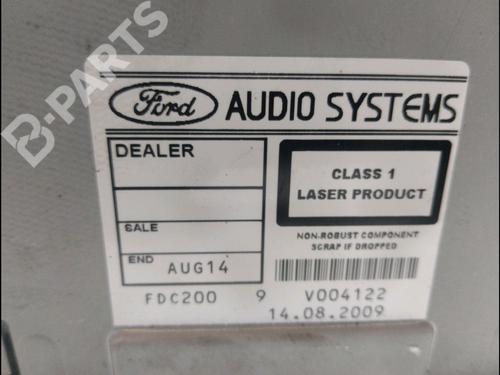 B-PARTS
Ford AUDIO SYSTEMS
DEALER
SALE
END AUG14
CLASS 1
LASER PRODUCT
NON-ROBUST COMPONENT
SCRAP IF DROPPED
FDC200 9 V004122
14.08.2009
B-PARTS